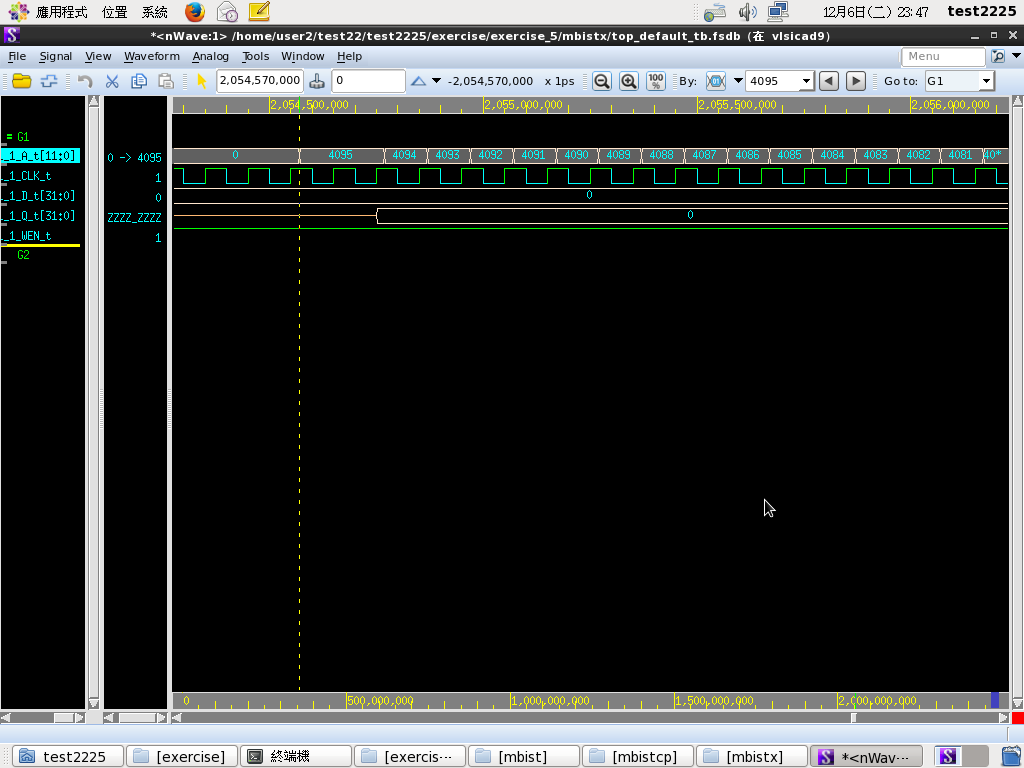 應用程式 位置 系統 12月6日(二) 23:47 test2225
*<nWave:1> /home/user2/test22/test2225/exercise/exercise_5/mbistx/top_default_tb.fsdb (在 vlsicad9)
File Signal View Waveform Analog Tools Window Help Menu
2,054,570,000 0 -2,054,570,000 x 1ps 100 % By: 4095 Go to: G1
2,054,500,000 2,055,000,000 2,055,500,000 2,056,000,000
= G1
_1_A_t[11:0] 0 -> 4095 0 4095 4094 4093 4092 4091 4090 4089 4088 4087 4086 4085 4084 4083 4082 4081 40*
_1_CLK_t 1
_1_D_t[31:0] 0 0
_1_Q_t[31:0] ZZZZ_ZZZZ 0
_1_WEN_t 1
G2
0 500,000,000 1,000,000,000 1,500,000,000 2,000,000,000
test2225 [exercise] 終端機 [exercis··· [mbist] [mbistcp] [mbistx] *<nWav···